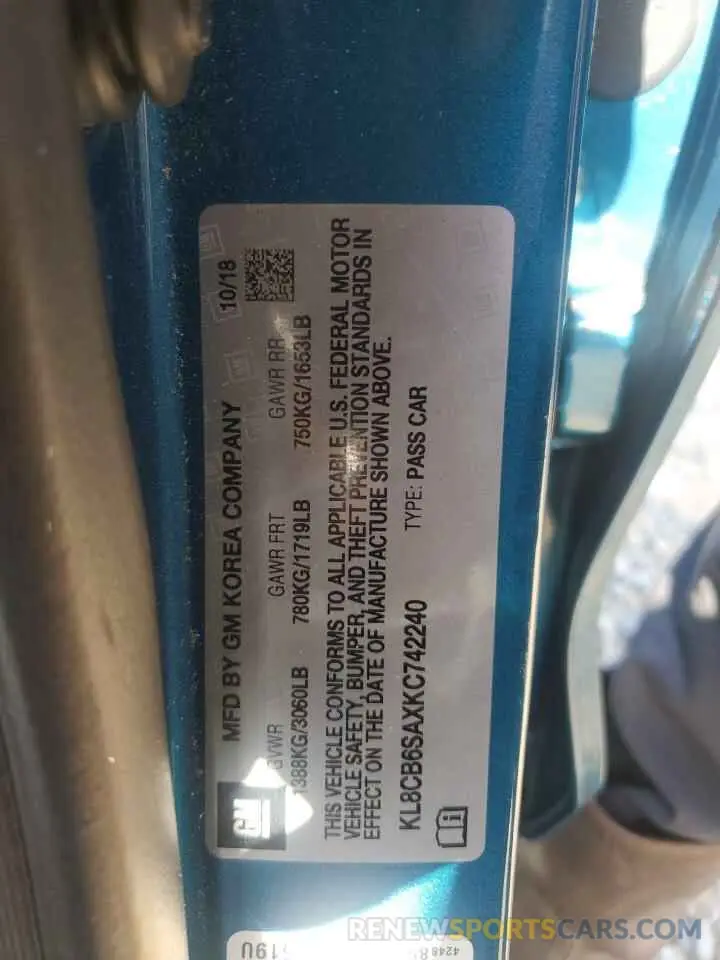 MFD BY GM KOREA COMPANY 10/18
GVWR GAWR FRT GAWR RR
1388KG/3060LB 780KG/1719LB 750KG/1653LB
THIS VEHICLE CONFORMS TO ALL APPLICABLE U.S. FEDERAL MOTOR
VEHICLE SAFETY, BUMPER, AND THEFT PREVENTION STANDARDS IN
EFFECT ON THE DATE OF MANUFACTURE SHOWN ABOVE.
KL8CB6SAXKC742240 TYPE: PASS CAR
GM
RENEWSPORTSCARS.COM